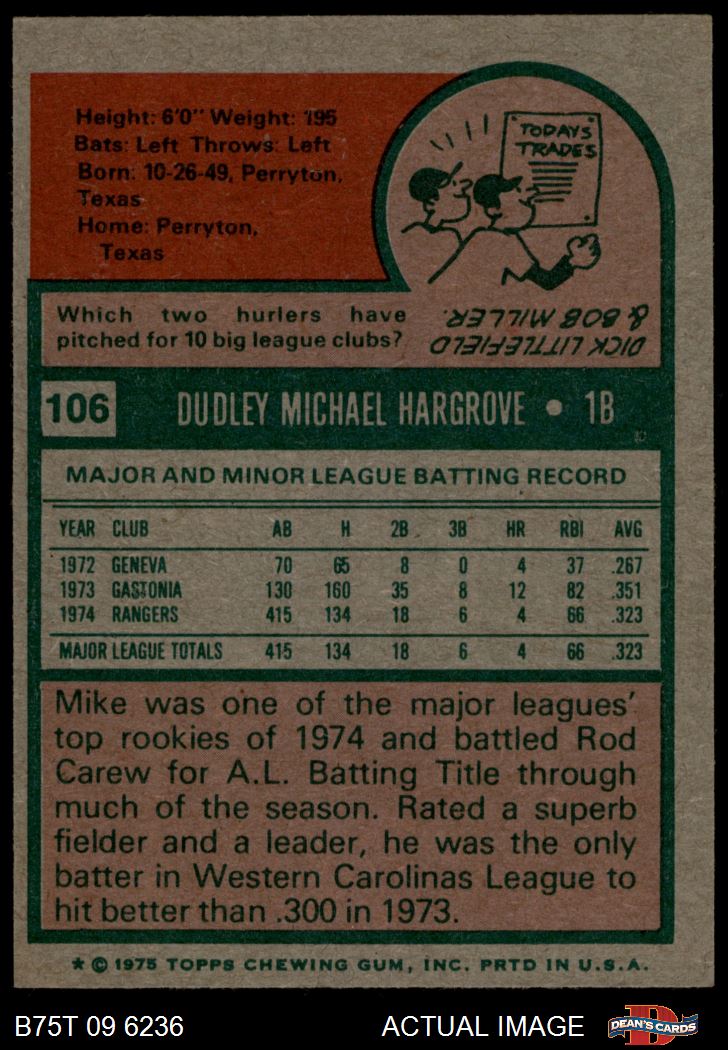 Height: 6'0" Weight: 195
Bats: Left Throws: Left
Born: 10-26-49, Perryton,
Texas
Home: Perryton,
Texas
TODAYS
TRADES
Which two hurlers have
pitched for 10 big league clubs?
DICK LITTLEFIELD
& BOB MILLER.
106 DUDLEY MICHAEL HARGROVE • 1B
MAJOR AND MINOR LEAGUE BATTING RECORD
YEAR CLUB AB H 2B 3B HR RBI AVG
1972 GENEVA 70 65 8 0 4 37 .267
1973 GASTONIA 130 160 35 8 12 82 .351
1974 RANGERS 415 134 18 6 4 66 .323
MAJOR LEAGUE TOTALS 415 134 18 6 4 66 .323
Mike was one of the major leagues'
top rookies of 1974 and battled Rod
Carew for A.L. Batting Title through
much of the season. Rated a superb
fielder and a leader, he was the only
batter in Western Carolinas League to
hit better than .300 in 1973.
* © 1975 TOPPS CHEWING GUM, INC. PRTD IN U.S.A.
B75T 09 6236 ACTUAL IMAGE DEAN'S CARDS